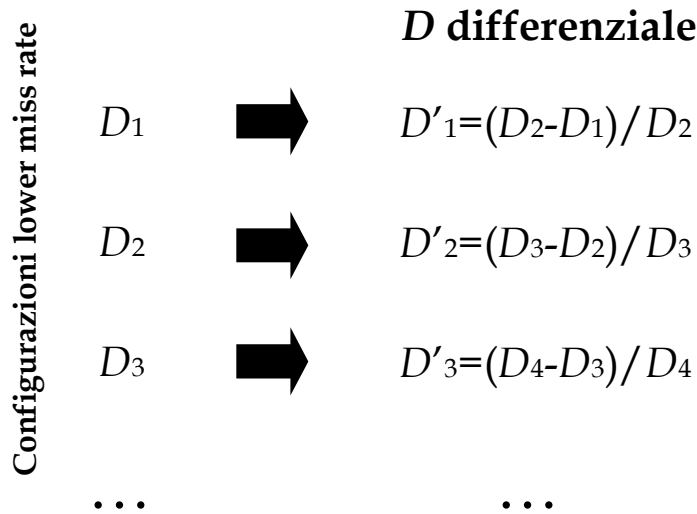 Configurazioni lower miss rate
D differenziale
D1
D'1=(D2-D1)/D2
D2
D'2=(D3-D2)/D3
D3
D'3=(D4-D3)/D4
... ...